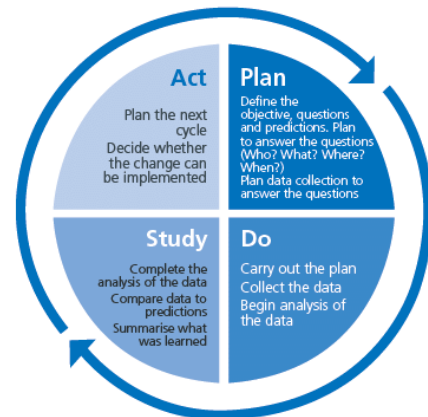 Act
Plan the next
cycle
Decide whether
the change can
be implemented
Plan
Define the
objective, questions
and predictions. Plan
to answer the questions
(Who? What? Where?
When?)
Plan data collection to
answer the questions
Study
Complete the
analysis of the data
Compare data to
predictions
Summarise what
was learned
Do
Carry out the plan
Collect the data
Begin analysis of
the data